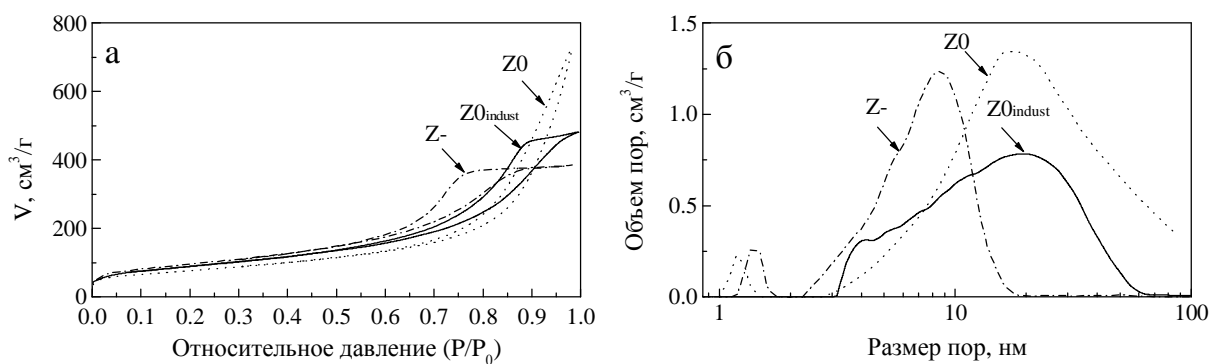 а
V, см³/г
800
600
400
200
0
Z0
Z0indust
Z-
0.0 0.1 0.2 0.3 0.4 0.5 0.6 0.7 0.8 0.9 1.0
Относительное давление (P/P₀)
б
Объем пор, см³/г
1.5
1.0
0.5
0.0
Z0
Z-
Z0indust
1 10 100
Размер пор, нм